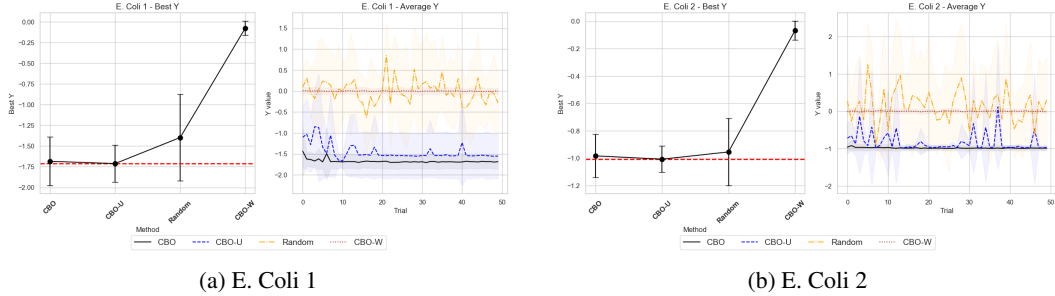 E. Coli 1 - Best Y
0.00
-0.25
-0.50
-0.75
-1.00
-1.25
-1.50
-1.75
-2.00
Best Y
CBO
CBO-U
Random
CBO-W
E. Coli 1 - Average Y
1.5
1.0
0.5
0.0
-0.5
-1.0
-1.5
-2.0
Y value
0 10 20 30 40 50
Trial
Method
CBO CBO-U Random CBO-W
(a) E. Coli 1
E. Coli 2 - Best Y
0.0
-0.2
-0.4
-0.6
-0.8
-1.0
-1.2
Best Y
CBO
CBO-U
Random
CBO-W
E. Coli 2 - Average Y
2
1
0
-1
-2
Y value
0 10 20 30 40 50
Trial
Method
CBO CBO-U Random CBO-W
(b) E. Coli 2